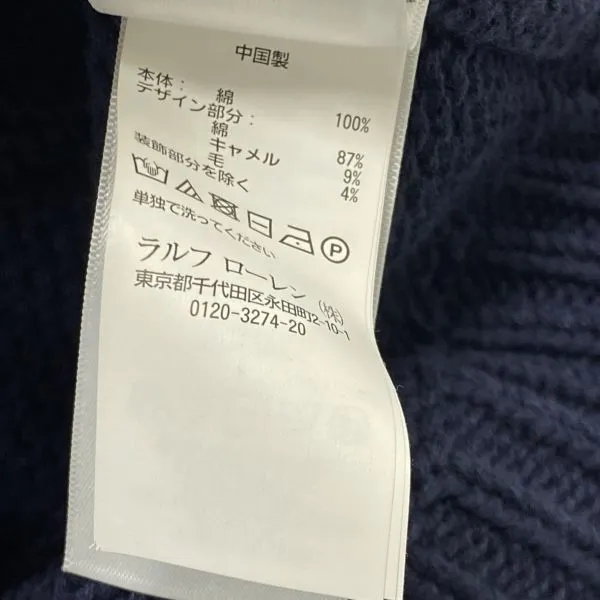 中国製
本体:
綿 100%
デザイン部分:
綿 87%
キャメル 9%
毛 4%
装飾部分を除く
P
単独で洗ってください
ラルフ ローレン (株)
東京都千代田区永田町2-10-1
0120-3274-20